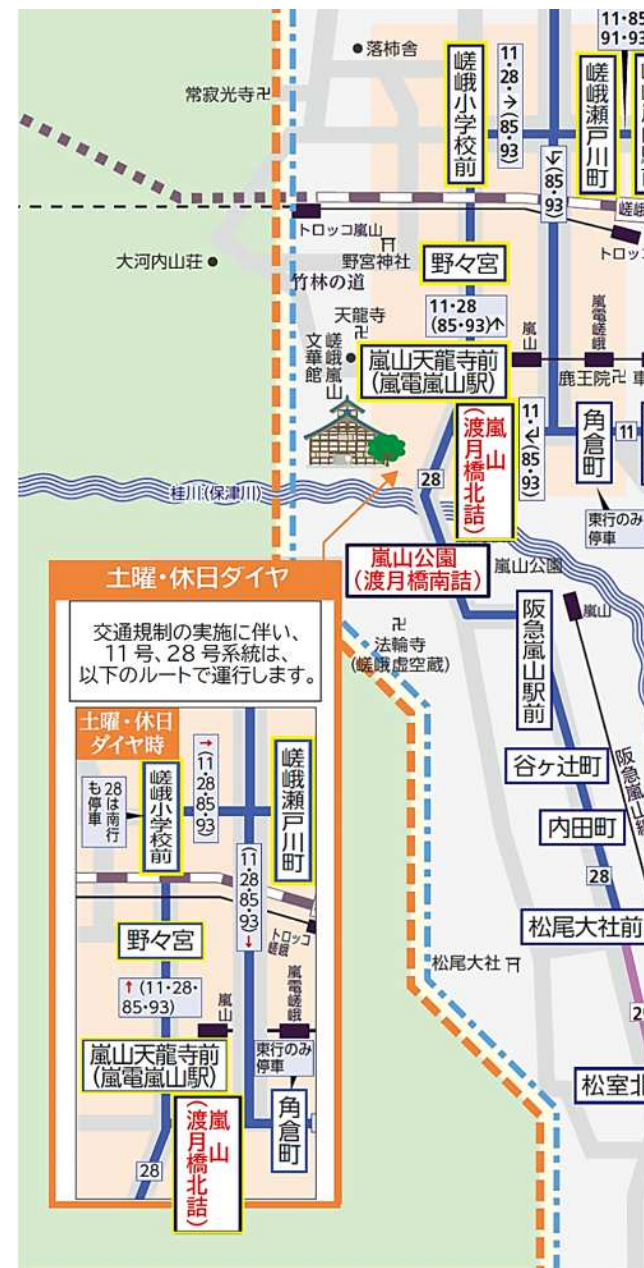 11・85
91・93
落柿舎
常寂光寺卍
嵯峨小学校前
11・28・→(85・93)
嵯峨瀬戸川町
↰(85・93)
トロッコ嵐山
大河内山荘
野宮神社
竹林の道
野々宮
天龍寺
卍
11・28
(85・93)↑
嵐山
嵐電嵯峨
嵯峨嵐山
文華館
嵐山天龍寺前
(嵐電嵐山駅)
鹿王院卍
車
嵐山
(渡月橋北詰)
11・↰(85・93)
角倉町
11
28
東行のみ
停車
桂川(保津川)
嵐山公園
(渡月橋南詰)
嵐山公園
卍
法輪寺
(嵯峨虚空蔵)
阪急嵐山駅前
嵐山
阪急嵐山線
谷ヶ辻町
内田町
28
松尾大社前
松尾大社
松室北
土曜・休日ダイヤ
交通規制の実施に伴い、
11号、28号系統は、
以下のルートで運行します。
土曜・休日
ダイヤ時
28は南行
も停車
嵯峨小学校前
→(11・28・85・93)
嵯峨瀬戸川町
(11・28・85・93)↓
野々宮
トロッコ
嵯峨
↑(11・28・
85・93)
嵐山
嵐電嵯峨
嵐山天龍寺前
(嵐電嵐山駅)
東行のみ
停車
角倉町
嵐山
(渡月橋北詰)
28